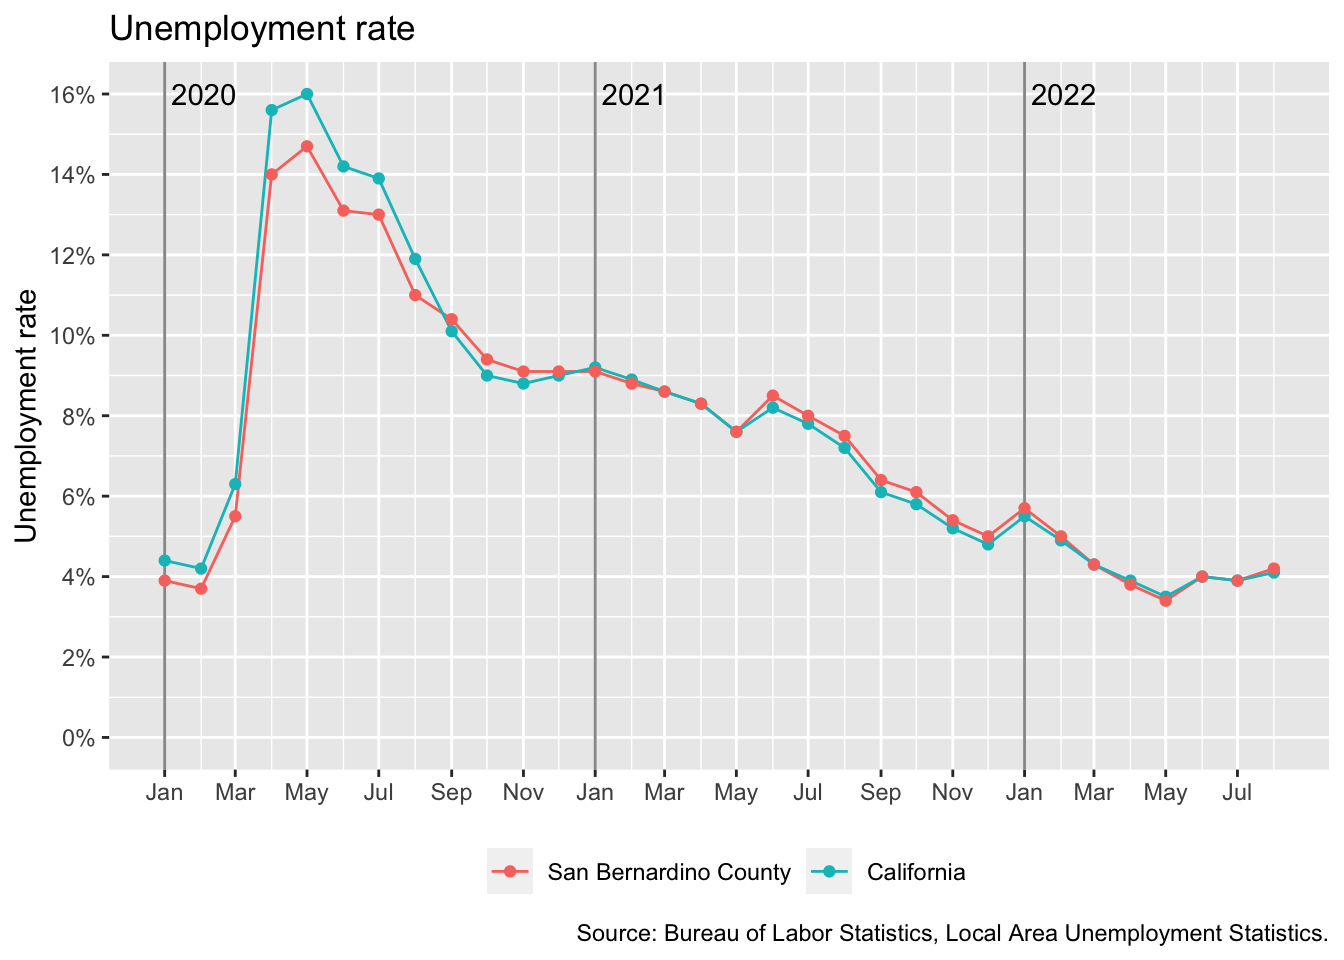 Unemployment rate
2020 2021 2022
16%
14%
12%
10%
8%
6%
4%
2%
0%
Unemployment rate
Jan Mar May Jul Sep Nov Jan Mar May Jul Sep Nov Jan Mar May Jul
San Bernardino County California
Source: Bureau of Labor Statistics, Local Area Unemployment Statistics.